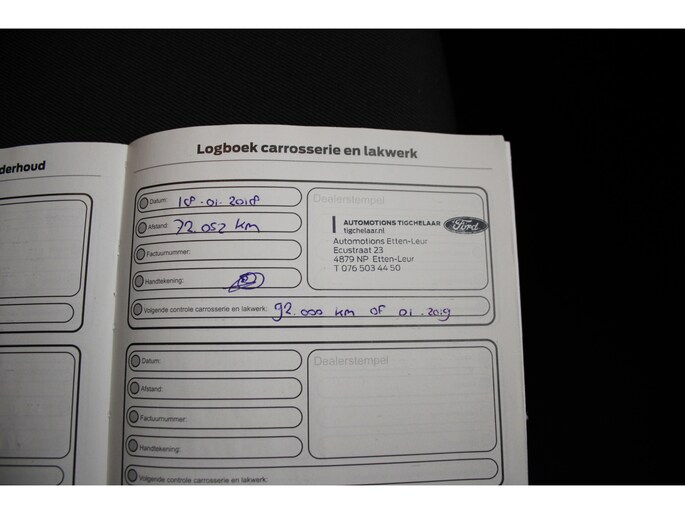 derhoud
Logboek carrosserie en lakwerk
Datum: 18.01.2018
Afstand: 72.052 km
Factuurnummer:
Handtekening:
Dealerstempel
AUTOMOTIONS TIGCHELAAR
tigchelaar.nl
Ford
Automotions Etten-Leur
Ecustraat 23
4879 NP Etten-Leur
T 076 503 44 50
Volgende controle carrosserie en lakwerk: 92.000 km of 01.2019
Datum:
Afstand:
Factuurnummer:
Handtekening:
Dealerstempel
Volgende controle carrosserie en lakwerk: